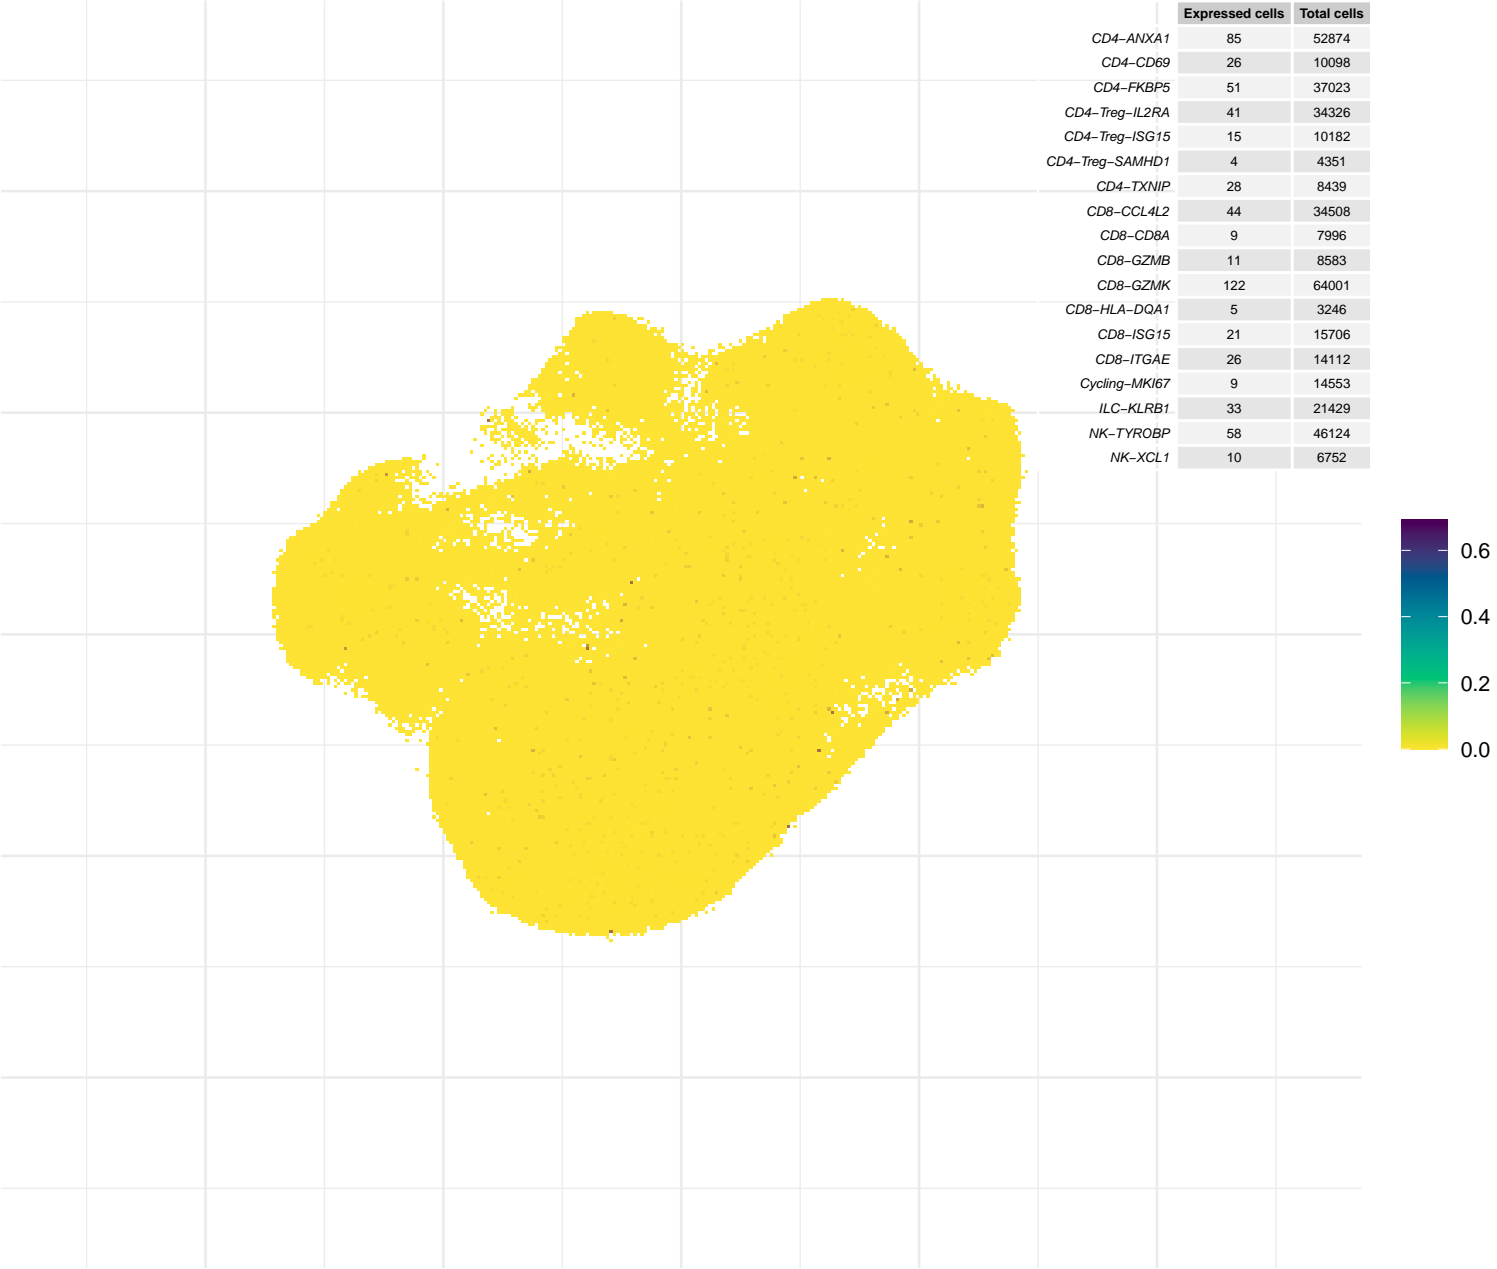 Expressed cells Total cells
CD4−ANXA1 85 52874
CD4−CD69 26 10098
CD4−FKBP5 51 37023
CD4−Treg−IL2RA 41 34326
CD4−Treg−ISG15 15 10182
CD4−Treg−SAMHD1 4 4351
CD4−TXNIP 28 8439
CD8−CCL4L2 44 34508
CD8−CD8A 9 7996
CD8−GZMB 11 8583
CD8−GZMK 122 64001
CD8−HLA−DQA1 5 3246
CD8−ISG15 21 15706
CD8−ITGAE 26 14112
Cycling−MKI67 9 14553
ILC−KLRB1 33 21429
NK−TYROBP 58 46124
NK−XCL1 10 6752
0.6
0.4
0.2
0.0